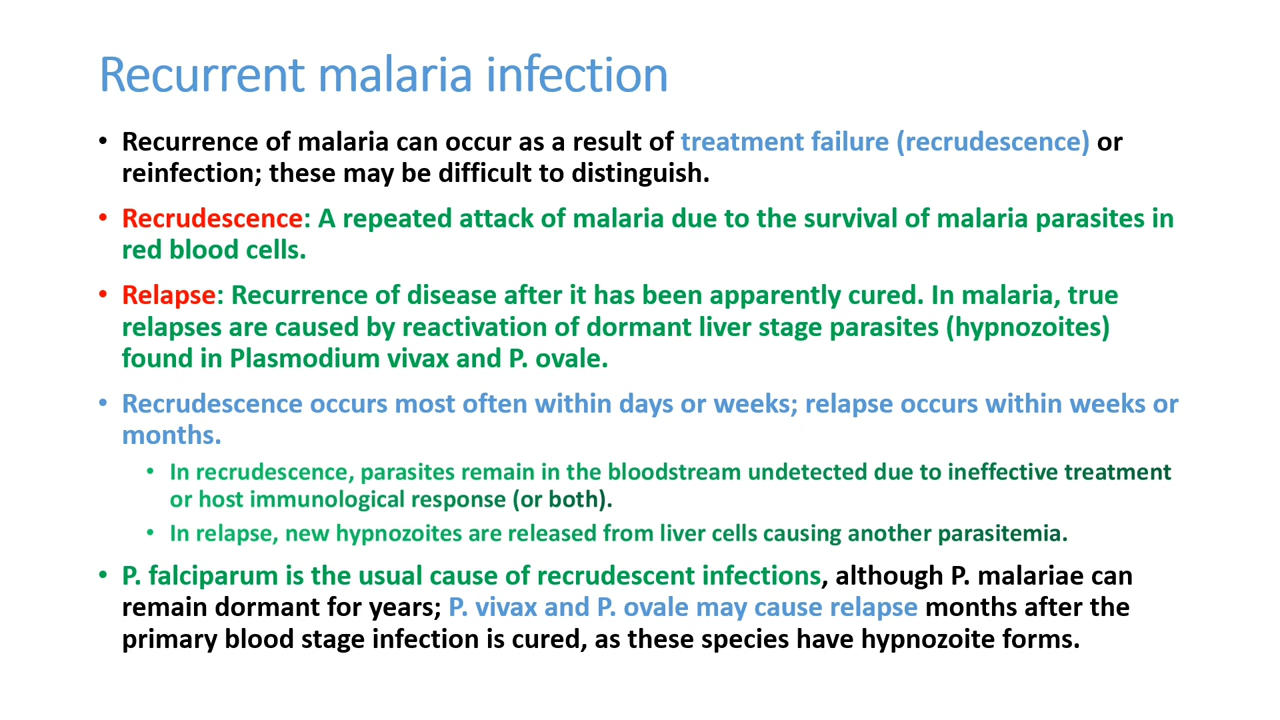 Recurrent malaria infection
• Recurrence of malaria can occur as a result of treatment failure (recrudescence) or
reinfection; these may be difficult to distinguish.
• Recrudescence: A repeated attack of malaria due to the survival of malaria parasites in
red blood cells.
• Relapse: Recurrence of disease after it has been apparently cured. In malaria, true
relapses are caused by reactivation of dormant liver stage parasites (hypnozoites)
found in Plasmodium vivax and P. ovale.
• Recrudescence occurs most often within days or weeks; relapse occurs within weeks or
months.
• In recrudescence, parasites remain in the bloodstream undetected due to ineffective treatment
or host immunological response (or both).
• In relapse, new hypnozoites are released from liver cells causing another parasitemia.
• P. falciparum is the usual cause of recrudescent infections, although P. malariae can
remain dormant for years; P. vivax and P. ovale may cause relapse months after the
primary blood stage infection is cured, as these species have hypnozoite forms.